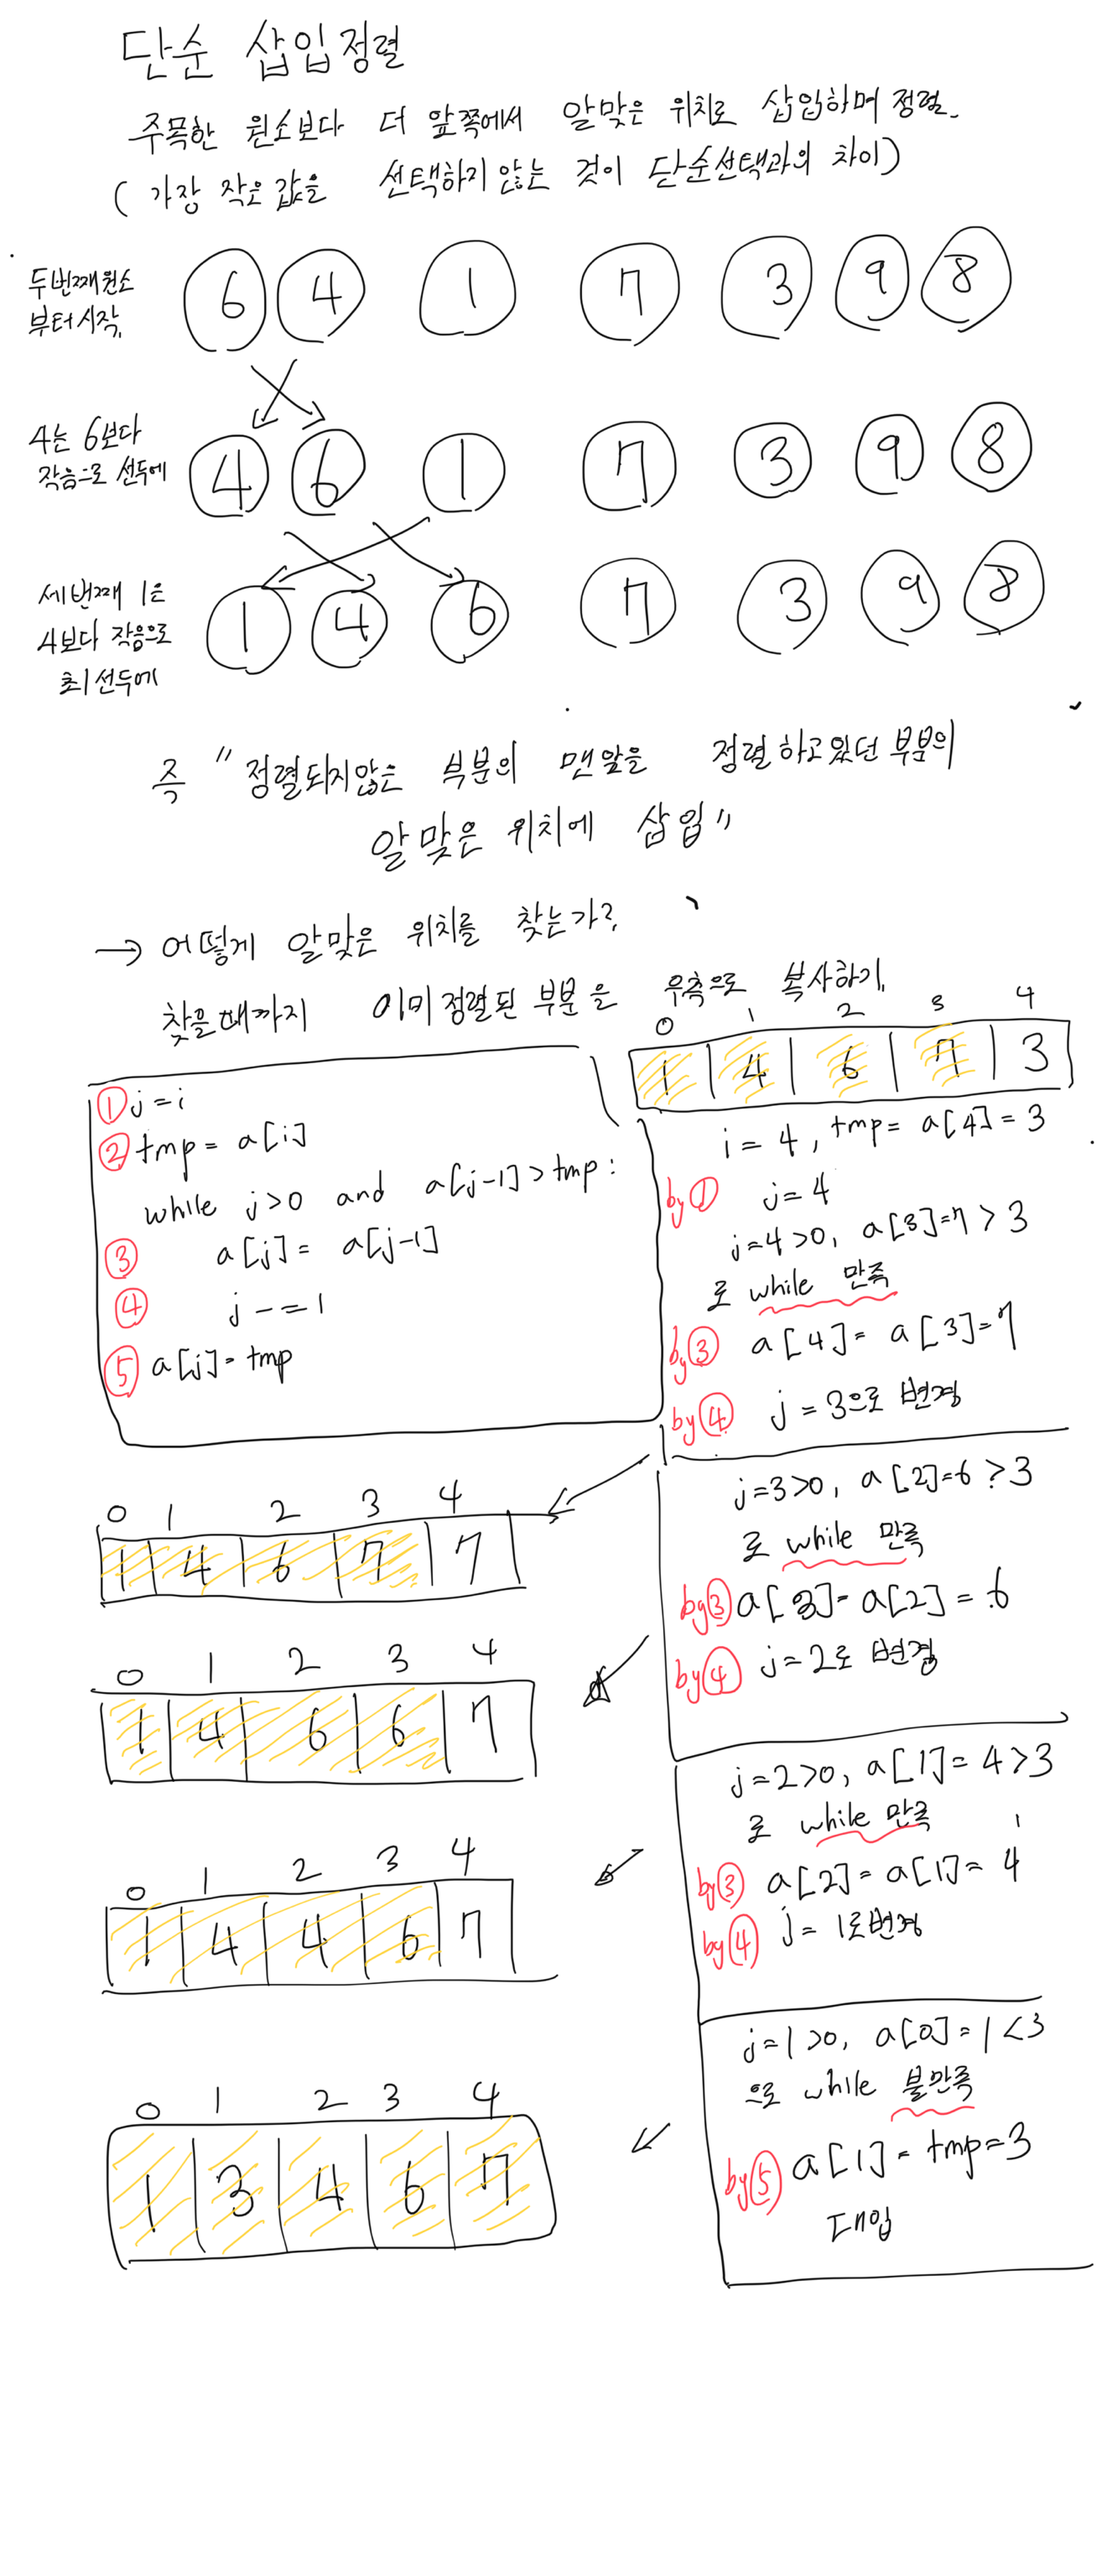 단순 삽입정렬
주목한 원소보다 더 앞쪽에서 알맞은 위치로 삽입하며 정렬.
( 가장 작은 값을 선택하지 않는 것이 단순선택과의 차이)
두번째원소
부터시작.
6 4 1 7 3 9 8
4는 6보다
작음으로 선두에
4 6 1 7 3 9 8
세번째 1은
4보다 작음으로
최선두에
1 4 6 7 3 9 8
즉 " 정렬되지않은 부분의 맨앞을 정렬하고있던 부분의
알맞은 위치에 삽입"
→ 어떻게 알맞은 위치를 찾는가?
찾을때까지 이미정렬된 부분을 우측으로 복사하기.
① j=i
② tmp = a[i]
while j>0 and a[j-1]>tmp:
③ a[j] = a[j-1]
④ j -= 1
⑤ a[j]=tmp
0 1 2 3 4
1 4 6 7 3
i = 4, tmp= a[4]=3
by① j=4
j=4>0, a[3]=7 > 3
로 while 만족
by③ a[4]= a[3]=7
by④ j = 3으로 변경
0 1 2 3 4
1 4 6 7 7
j=3>0, a[2]=6 >3
로 while 만족
by③ a[3]= a[2] = 6
by④ j=2로 변경
0 1 2 3 4
1 4 6 6 7
j=2>0, a[1]= 4>3
로 while 만족
by③ a[2]= a[1]= 4
by④ j= 1로변경
0 1 2 3 4
1 4 4 6 7
j=1>0, a[0]=1<3
으로 while 불만족
by⑤ a[1]= tmp=3
대입
0 1 2 3 4
1 3 4 6 7